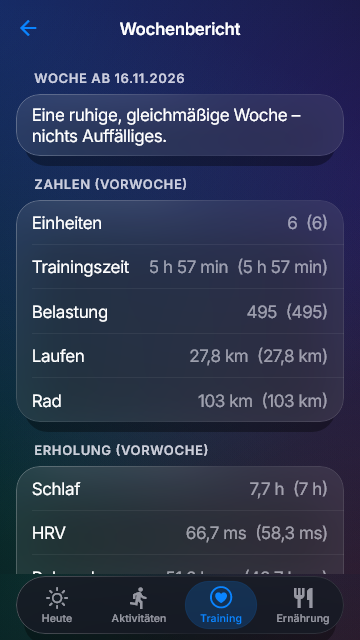 Wochenbericht
WOCHE AB 16.11.2026
Eine ruhige, gleichmäßige Woche –
nichts Auffälliges.
ZAHLEN (VORWOCHE)
Einheiten 6 (6)
Trainingszeit 5 h 57 min (5 h 57 min)
Belastung 495 (495)
Laufen 27,8 km (27,8 km)
Rad 103 km (103 km)
ERHOLUNG (VORWOCHE)
Schlaf 7,7 h (7 h)
HRV 66,7 ms (58,3 ms)
Heute Aktivitäten Training Ernährung